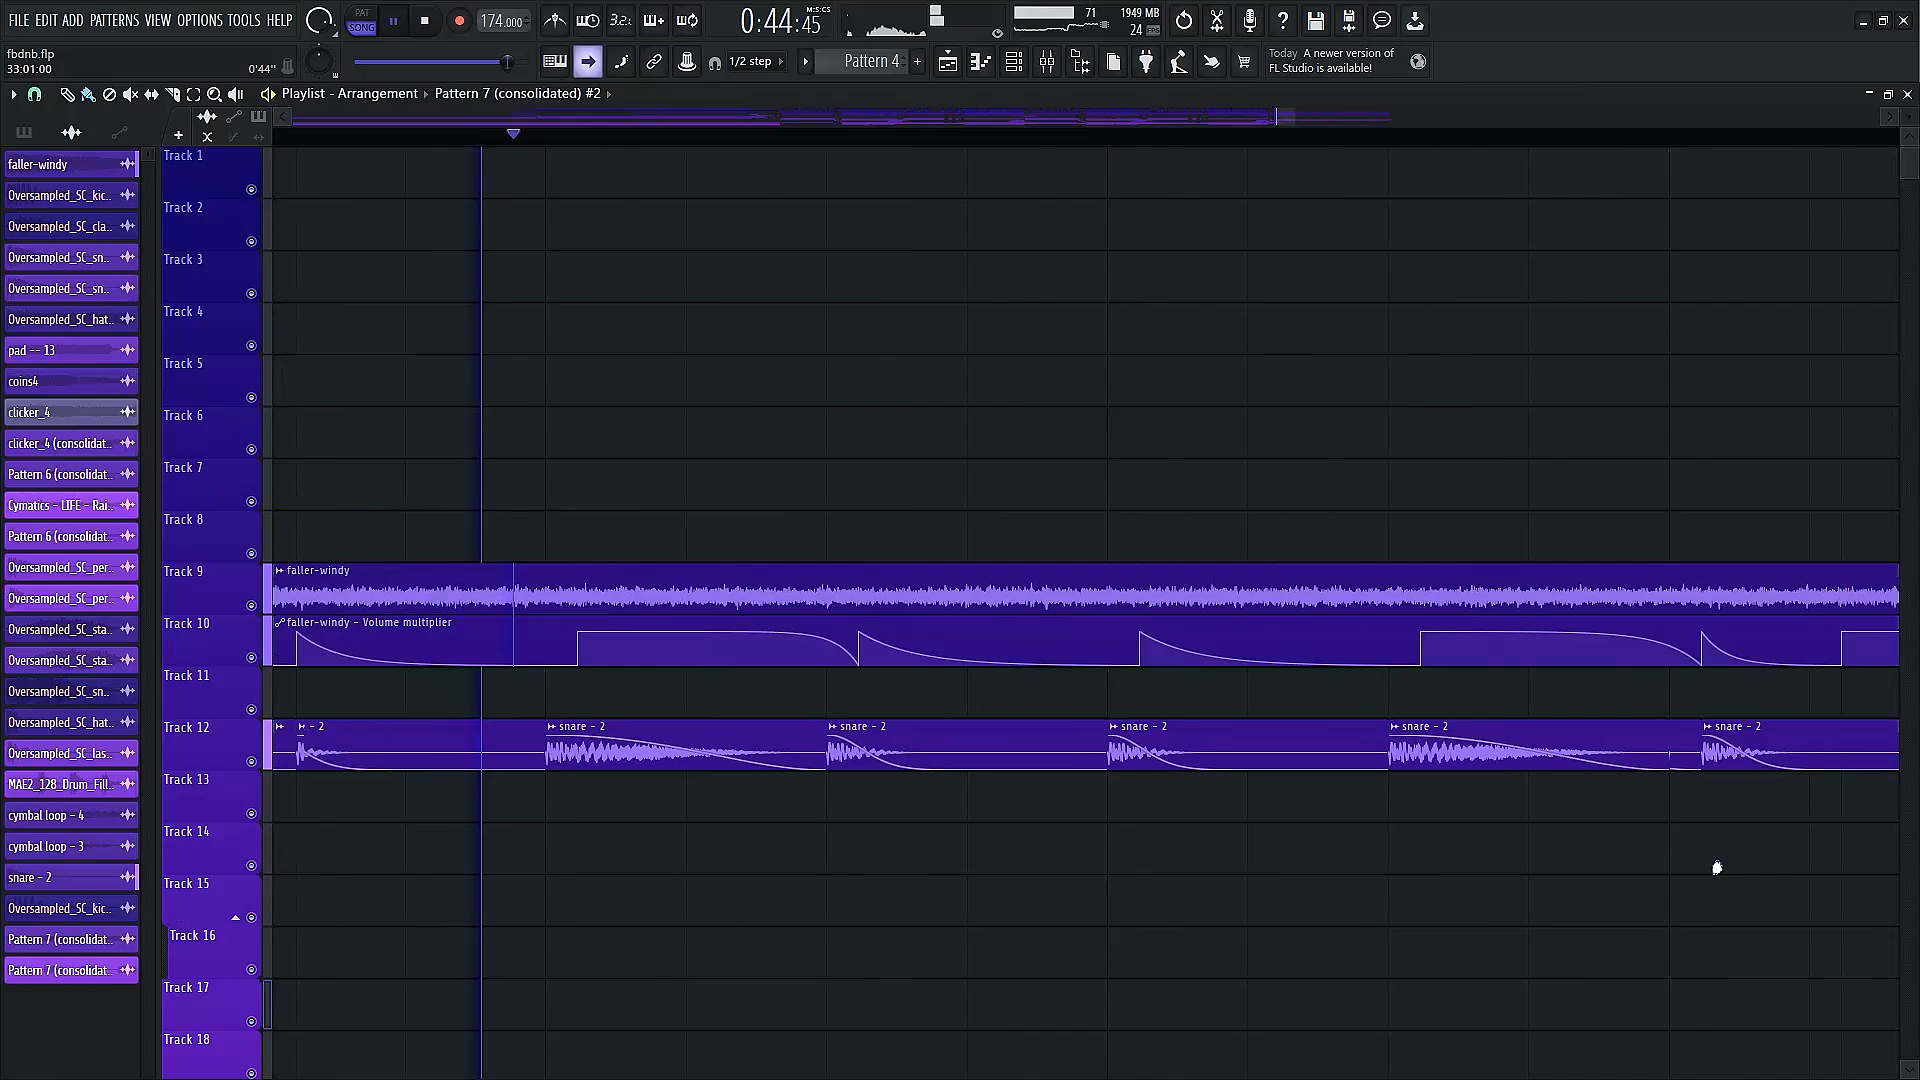 FILE EDIT ADD PATTERNS VIEW OPTIONS TOOLS HELP
PAT
SONG
174.000
3.2.
0:44:45
M:S:CS
71
1949 MB
24
fbdnb.flp
33:01:00
0'44"
1/2 step
Pattern 4
Today A newer version of
FL Studio is available!
Playlist - Arrangement › Pattern 7 (consolidated) #2 ›
faller-windy
Oversampled_SC_kic..
Oversampled_SC_cla..
Oversampled_SC_sn..
Oversampled_SC_sn..
Oversampled_SC_hat..
pad -- 13
coins4
clicker_4
clicker_4 (consolidat..
Pattern 6 (consolidat..
Cymatics - LIFE - Rai..
Pattern 6 (consolidat..
Oversampled_SC_per..
Oversampled_SC_per..
Oversampled_SC_sta..
Oversampled_SC_sta..
Oversampled_SC_sn..
Oversampled_SC_hat..
Oversampled_SC_las..
MAE2_128_Drum_Fill..
cymbal loop - 4
cymbal loop - 3
snare - 2
Oversampled_SC_kic..
Pattern 7 (consolidat..
Pattern 7 (consolidat..
Track 1
Track 2
Track 3
Track 4
Track 5
Track 6
Track 7
Track 8
Track 9
faller-windy
Track 10
faller-windy - Volume multiplier
Track 11
Track 12
- 2
snare - 2
snare - 2
snare - 2
snare - 2
snare - 2
Track 13
Track 14
Track 15
Track 16
Track 17
Track 18